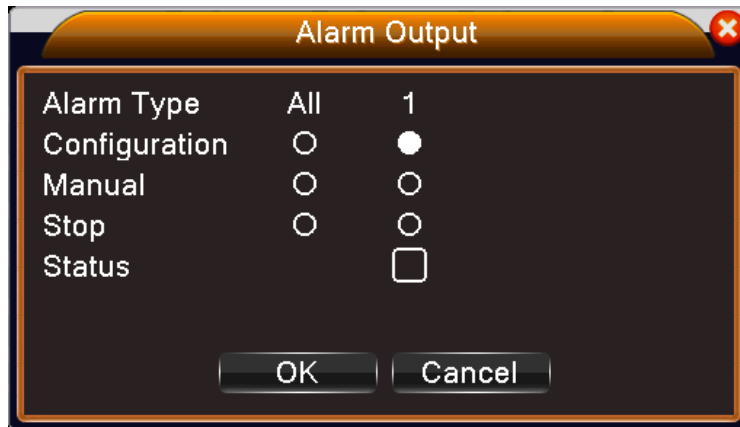 Alarm Output
Alarm Type All 1
Configuration
Manual
Stop
Status
OK Cancel